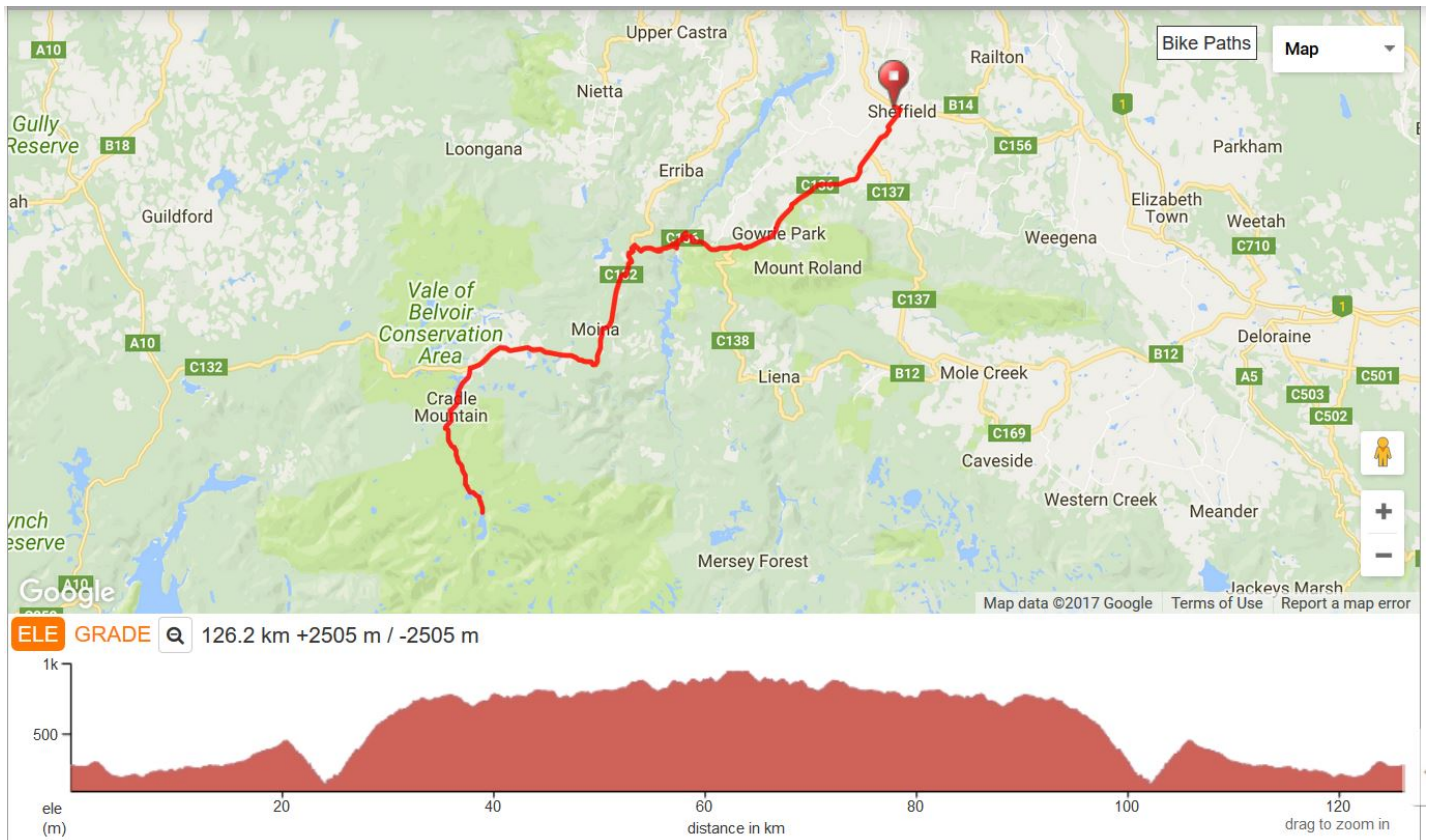 A10
Upper Castra
Bike Paths
Map
Railton
Nietta
1
Sheffield
B14
Gully
Reserve
B18
Loongana
C156
Parkham
Erriba
C136
C137
ah
Guildford
Elizabeth
Town
Weetah
C136
Gowrie Park
Weegena
C710
Mount Roland
C132
Vale of
Belvoir
Conservation
Area
C137
1
Moina
Deloraine
A10
C138
B12
C132
Liena
B12
Mole Creek
A5
C501
C503
Cradle
Mountain
C502
C169
Caveside
Western Creek
Meander
+
ynch
eserve
Mersey Forest
−
A10
Google
Jackeys Marsh
Map data ©2017 Google
Terms of Use
Report a map error
ELE GRADE 126.2 km +2505 m / -2505 m
1k
500
ele
(m)
20
40
60
80
100
120
distance in km
drag to zoom in